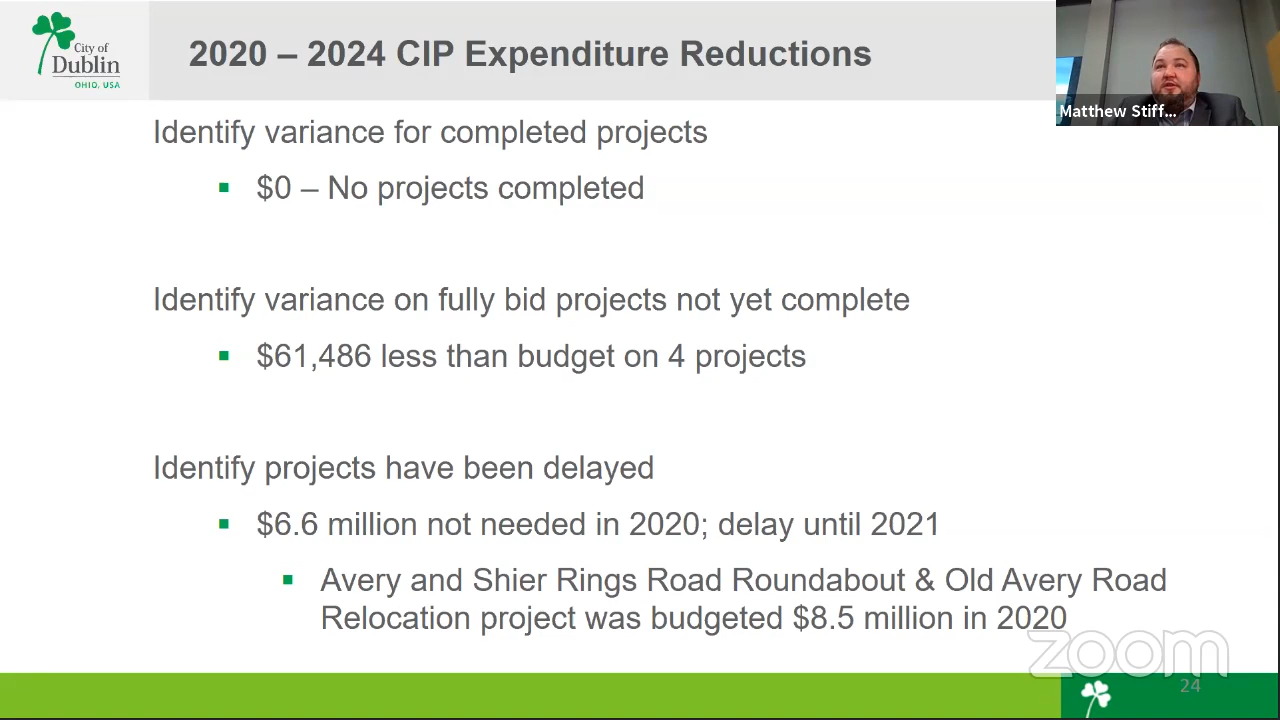 City of
Dublin
OHIO, USA
2020 – 2024 CIP Expenditure Reductions
Matthew Stiff...
Identify variance for completed projects
▪ $0 – No projects completed
Identify variance on fully bid projects not yet complete
▪ $61,486 less than budget on 4 projects
Identify projects have been delayed
▪ $6.6 million not needed in 2020; delay until 2021
▪ Avery and Shier Rings Road Roundabout & Old Avery Road
Relocation project was budgeted $8.5 million in 2020
zoom
24